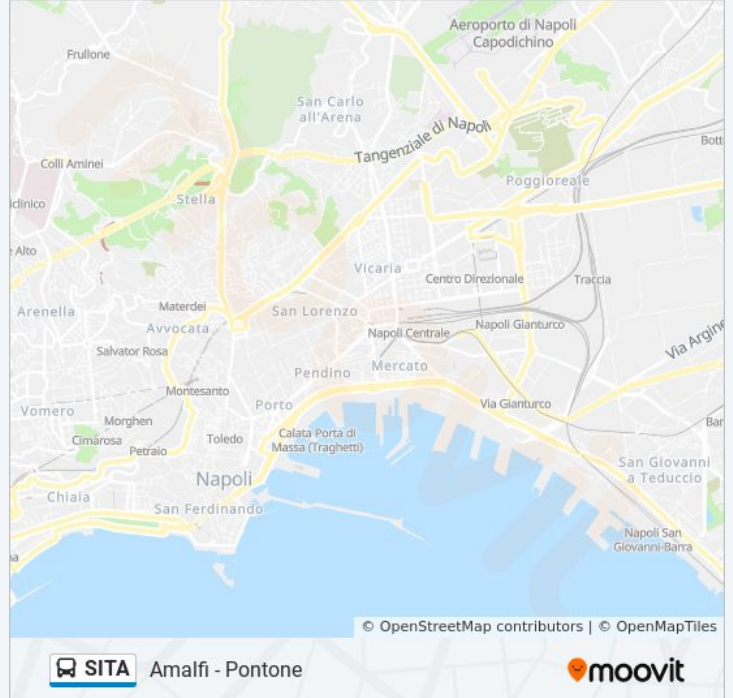 Aeroporto di Napoli
Capodichino
Frullone
San Carlo
all'Arena
Tangenziale di Napoli
Bott
Colli Aminei
Poggioreale
iclinico
Stella
e Alto
Vicaria
Centro Direzionale
Traccia
Arenella
Materdei
San Lorenzo
Avvocata
Napoli Centrale
Napoli Gianturco
Via Argine
Salvator Rosa
Pendino
Mercato
Montesanto
Porto
Via Gianturco
Vomero
Morghen
Cimarosa
Toledo
Calata Porta di
Massa (Traghetti)
Bar
Petraio
San Giovanni
a Teduccio
Napoli
Chiaia
San Ferdinando
Napoli San
Giovanni-Barra
a
© OpenStreetMap contributors | © OpenMapTiles
SITA Amalfi - Pontone
moovit